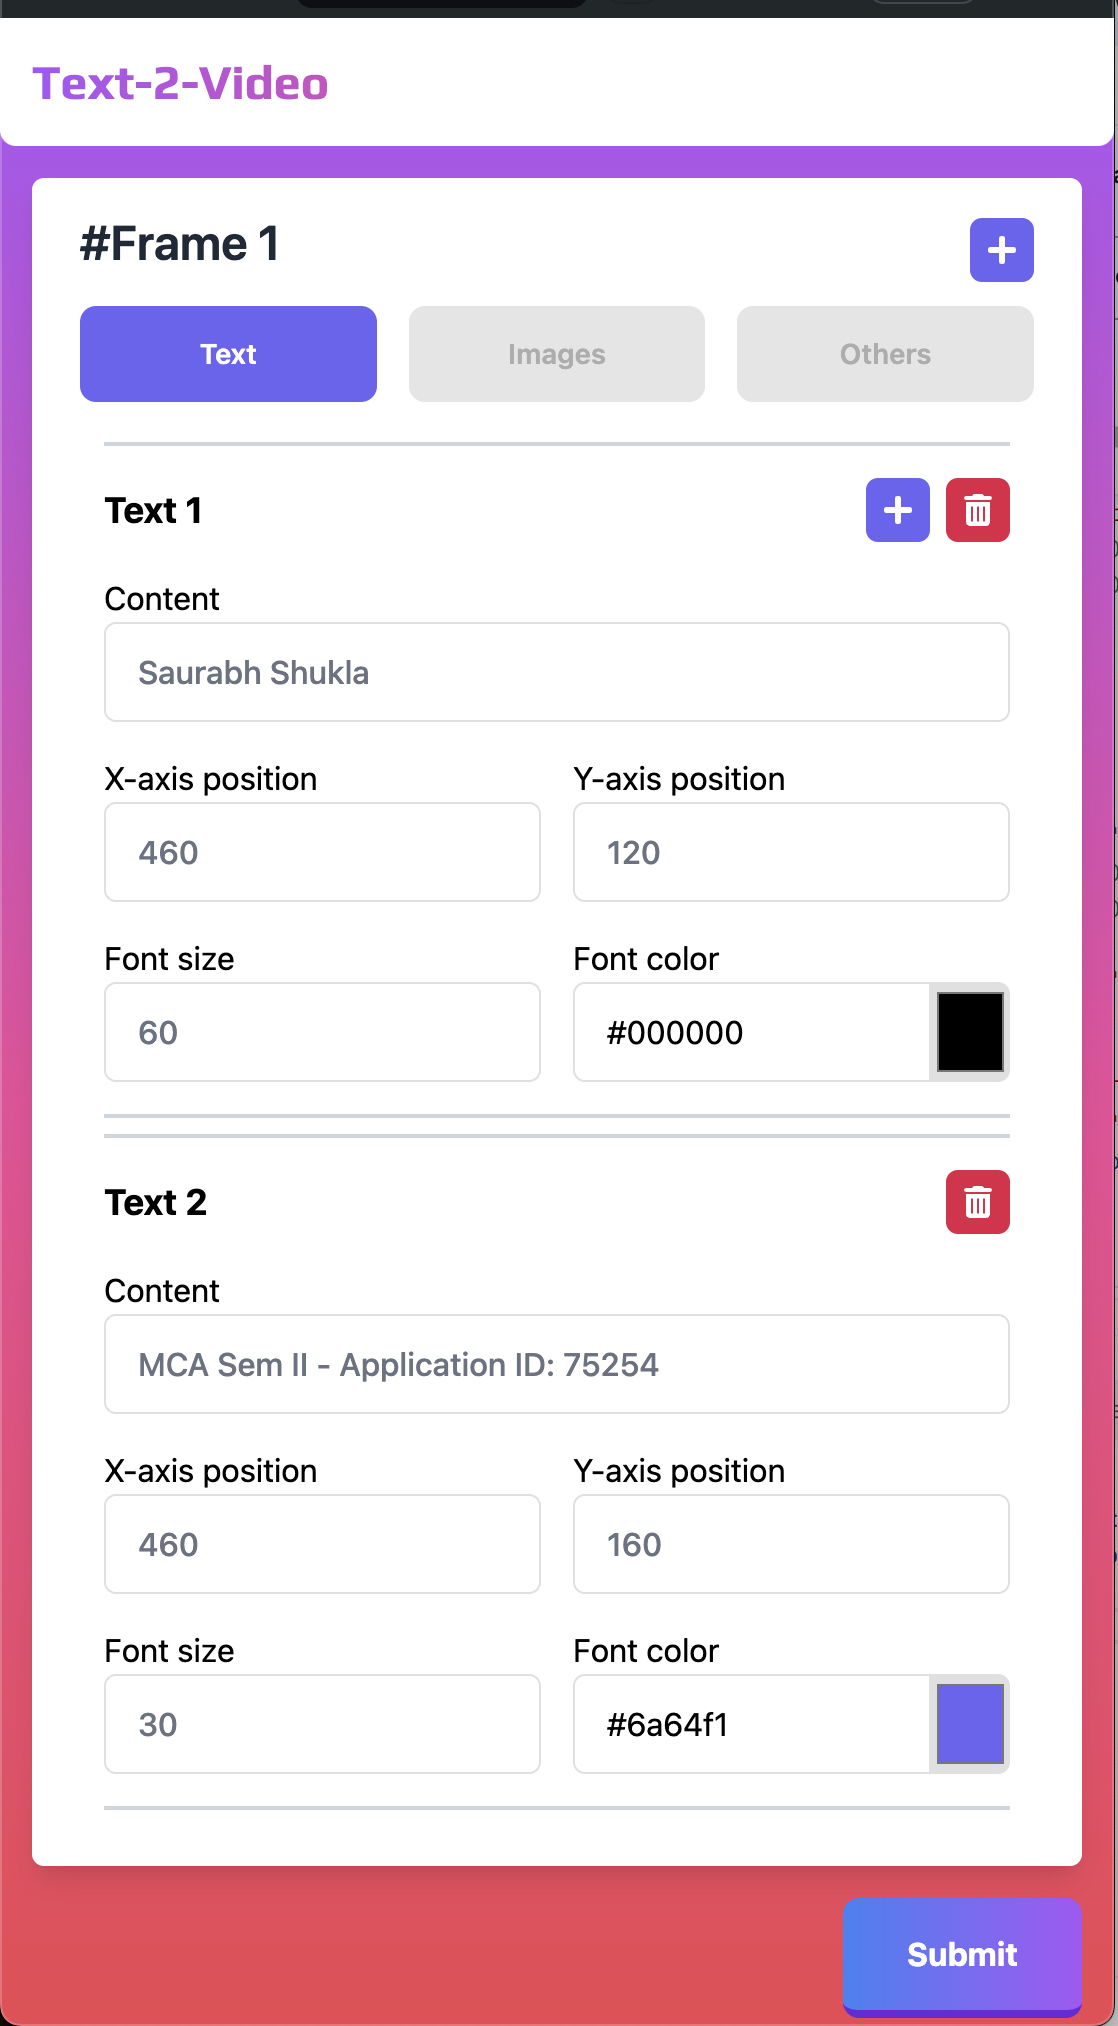 Text-2-Video
#Frame 1
Text Images Others
Text 1
Content
Saurabh Shukla
X-axis position Y-axis position
460 120
Font size Font color
60 #000000
Text 2
Content
MCA Sem II - Application ID: 75254
X-axis position Y-axis position
460 160
Font size Font color
30 #6a64f1
Submit